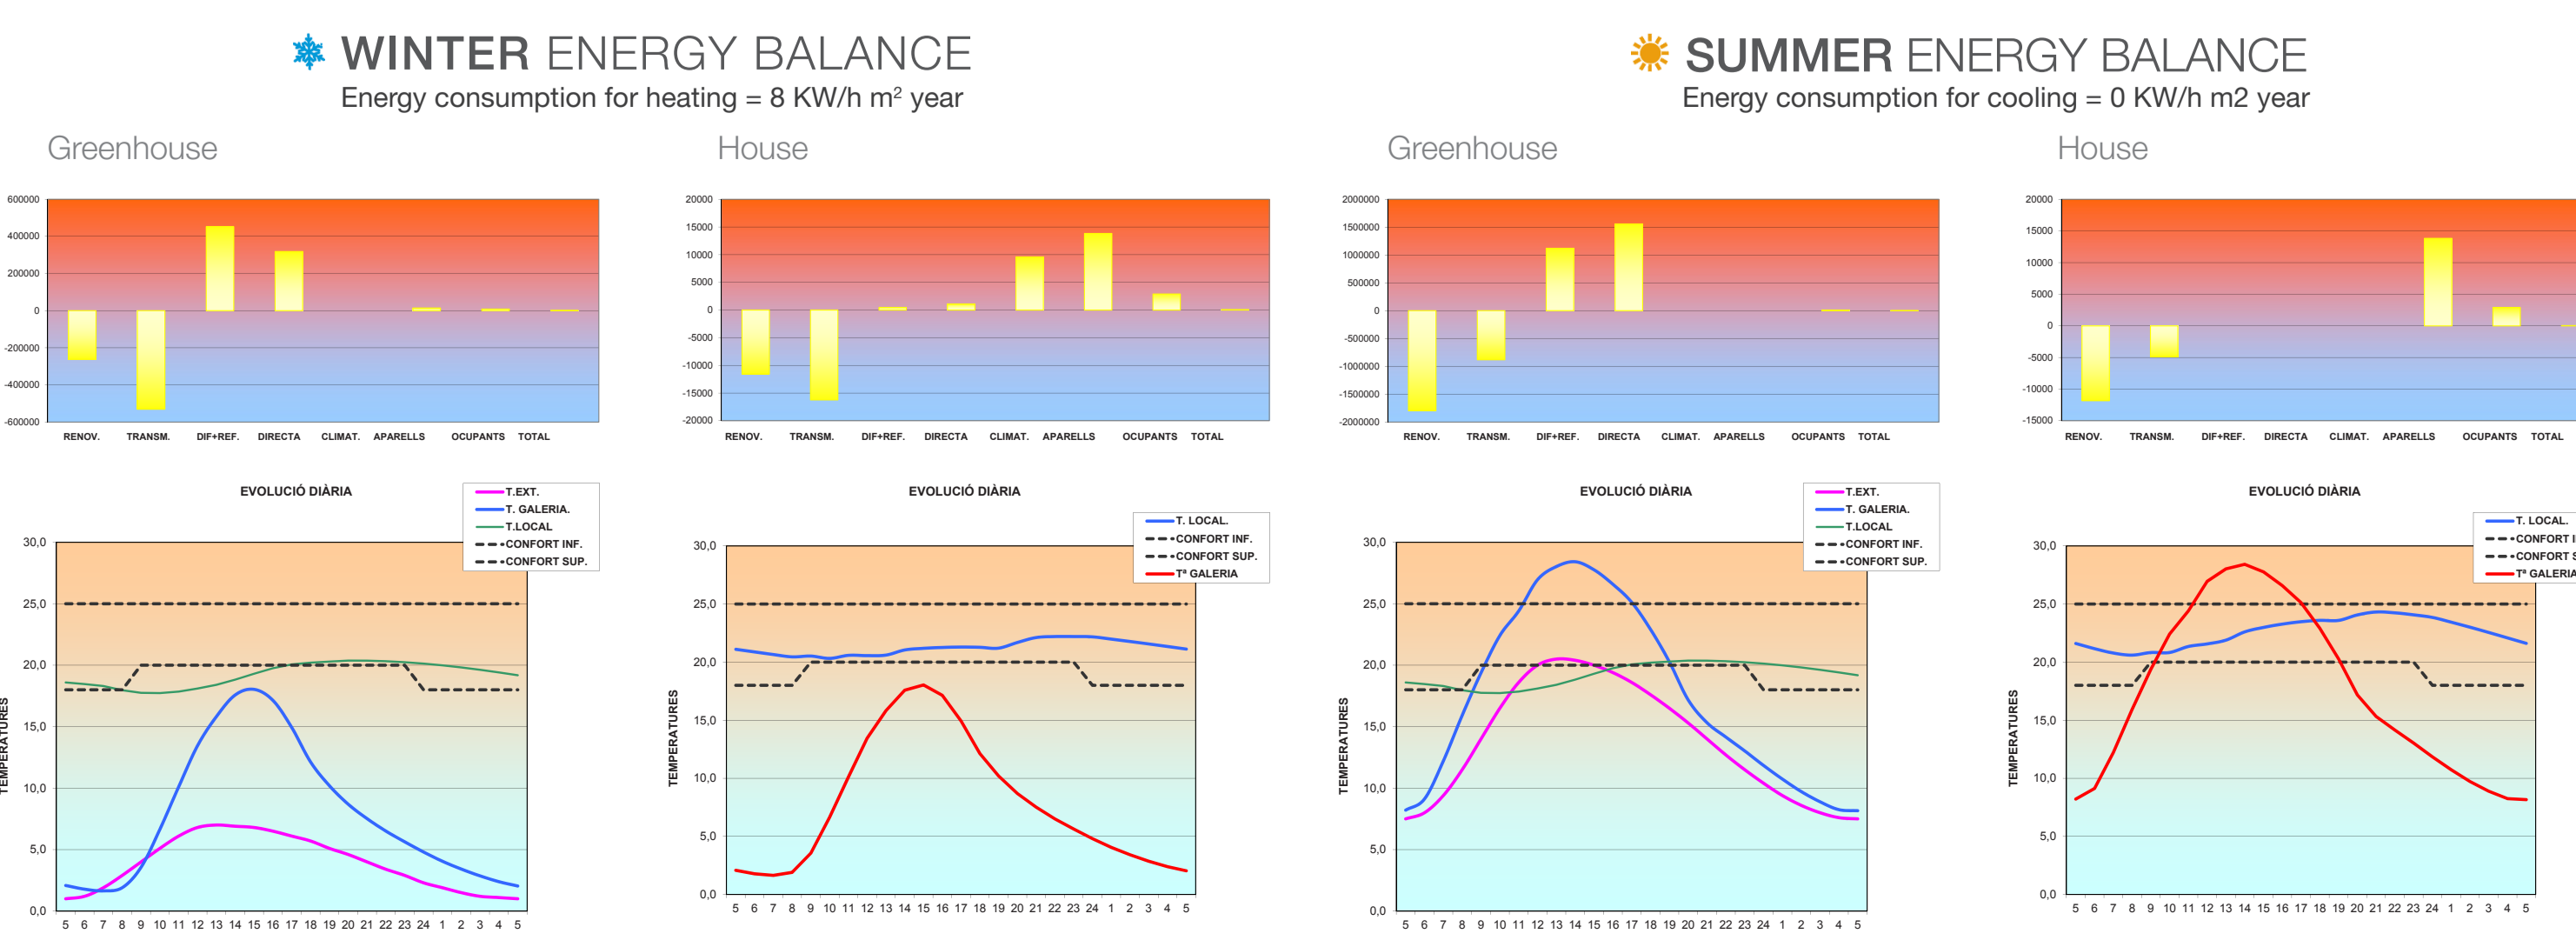 WINTER ENERGY BALANCE
Energy consumption for heating = 8 KW/h m² year
Greenhouse
600000
400000
200000
0
-200000
-400000
-600000
RENOV. TRANSM. DIF+REF. DIRECTA CLIMAT. APARELLS OCUPANTS TOTAL
House
20000
15000
10000
5000
0
-5000
-10000
-15000
-20000
RENOV. TRANSM. DIF+REF. DIRECTA CLIMAT. APARELLS OCUPANTS TOTAL
EVOLUCIÓ DIÀRIA
T.EXT.
T. GALERIA.
T.LOCAL
CONFORT INF.
CONFORT SUP.
TEMPERATURES
30,0
25,0
20,0
15,0
10,0
5,0
0,0
5 6 7 8 9 10 11 12 13 14 15 16 17 18 19 20 21 22 23 24 1 2 3 4 5
EVOLUCIÓ DIÀRIA
T. LOCAL.
CONFORT INF.
CONFORT SUP.
Tª GALERIA
TEMPERATURES
30,0
25,0
20,0
15,0
10,0
5,0
0,0
5 6 7 8 9 10 11 12 13 14 15 16 17 18 19 20 21 22 23 24 1 2 3 4 5
SUMMER ENERGY BALANCE
Energy consumption for cooling = 0 KW/h m2 year
Greenhouse
2000000
1500000
1000000
500000
0
-500000
-1000000
-1500000
-2000000
RENOV. TRANSM. DIF+REF. DIRECTA CLIMAT. APARELLS OCUPANTS TOTAL
House
20000
15000
10000
5000
0
-5000
-10000
-15000
RENOV. TRANSM. DIF+REF. DIRECTA CLIMAT. APARELLS OCUPANTS TOTAL
EVOLUCIÓ DIÀRIA
T.EXT.
T. GALERIA.
T.LOCAL
CONFORT INF.
CONFORT SUP.
TEMPERATURES
30,0
25,0
20,0
15,0
10,0
5,0
0,0
5 6 7 8 9 10 11 12 13 14 15 16 17 18 19 20 21 22 23 24 1 2 3 4 5
EVOLUCIÓ DIÀRIA
T. LOCAL.
CONFORT I
CONFORT S
Tª GALERIA
TEMPERATURES
30,0
25,0
20,0
15,0
10,0
5,0
0,0
5 6 7 8 9 10 11 12 13 14 15 16 17 18 19 20 21 22 23 24 1 2 3 4 5